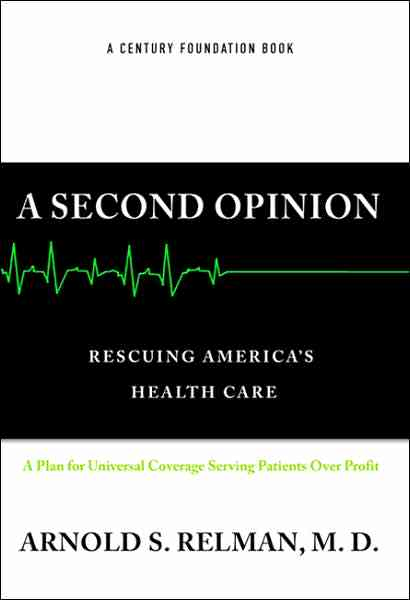 A CENTURY FOUNDATION BOOK
A SECOND OPINION
RESCUING AMERICA'S
HEALTH CARE
A Plan for Universal Coverage Serving Patients Over Profit
ARNOLD S. RELMAN, M. D.